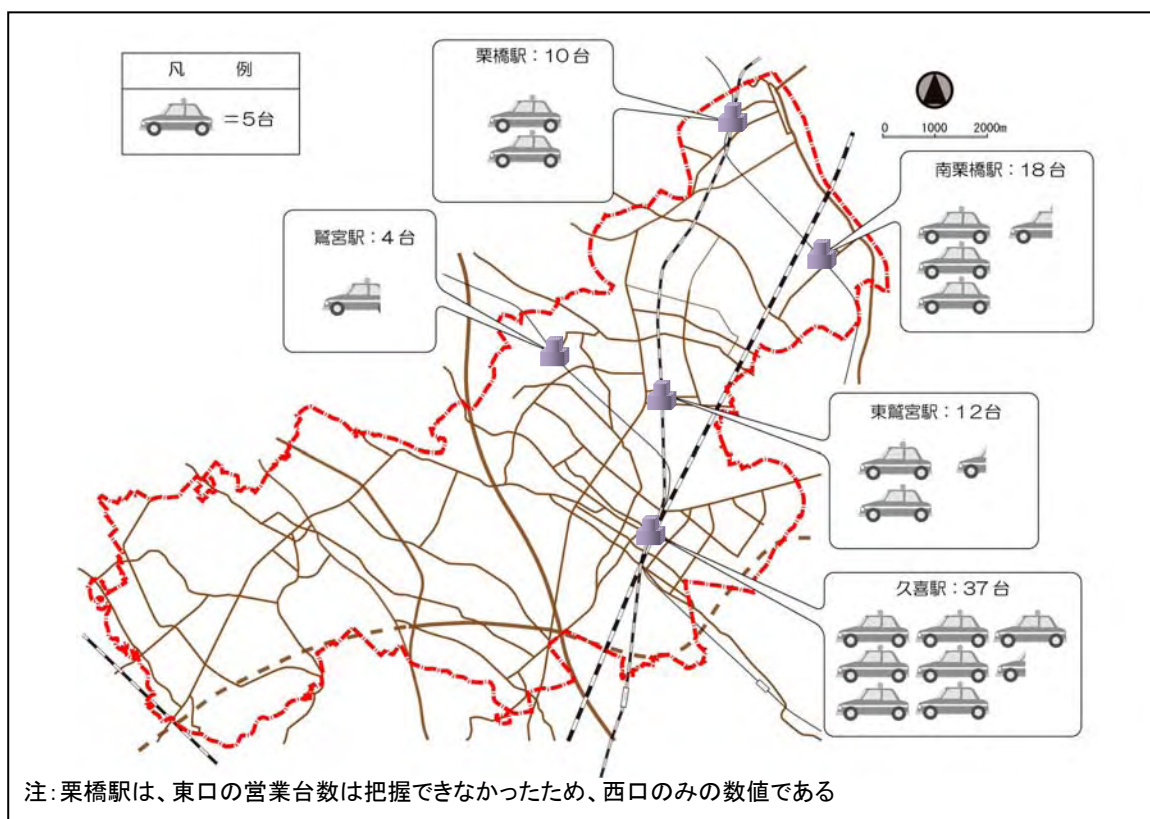 凡 例
=5台
栗橋駅:10台
0 1000 2000m
南栗橋駅:18台
鷲宮駅:4台
東鷲宮駅:12台
久喜駅:37台
注:栗橋駅は、東口の営業台数は把握できなかったため、西口のみの数値である